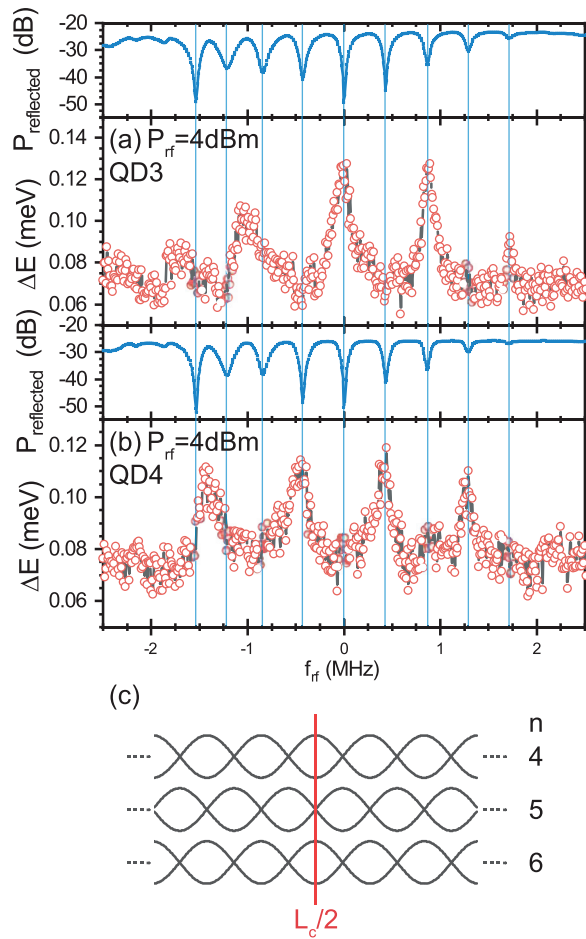 P_reflected (dB)
-20
-30
-40
-50
(a) P_rf=4dBm
QD3
ΔE (meV)
0.14
0.12
0.10
0.08
0.06
P_reflected (dB)
-20
-30
-40
-50
(b) P_rf=4dBm
QD4
ΔE (meV)
0.12
0.10
0.08
0.06
-2 -1 0 1 2
f_rf (MHz)
(c)
n
4
5
6
L_c/2